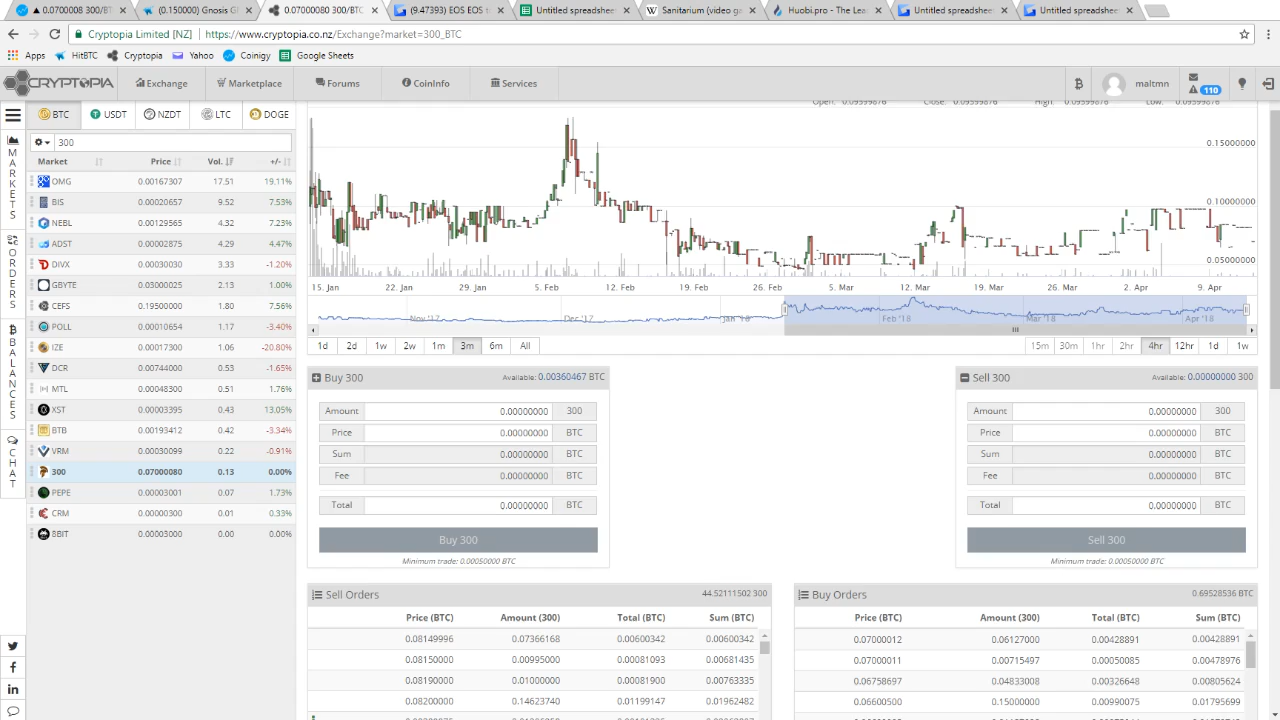 0.0700008 300/BT
(0.150000) Gnosis G
0.07000080 300/BTC
(9.47393) EOS EOS t
Untitled spreadshee
Sanitarium (video ga
Huobi.pro - The Lea
Untitled spreadshee
Untitled spreadshee
Cryptopia Limited [NZ]
https://www.cryptopia.co.nz/Exchange?market=300_BTC
Apps
HitBTC
Cryptopia
Yahoo
Coinigy
Google Sheets
CRYPTOPIA
Exchange
Marketplace
Forums
CoinInfo
Services
maltmn
110
BTC
USDT
NZDT
LTC
DOGE
300
Market Price Vol. +/-
OMG 0.00167307 17.51 19.11%
BIS 0.00020657 9.52 7.53%
NEBL 0.00129565 4.32 7.23%
ADST 0.00002875 4.29 4.47%
DIVX 0.00030030 3.33 -1.20%
GBYTE 0.03000025 2.13 1.00%
CEFS 0.19500000 1.80 7.56%
POLL 0.00010654 1.17 -3.40%
IZE 0.00017300 1.06 -20.80%
DCR 0.00744000 0.53 -1.65%
MTL 0.00048300 0.51 1.76%
XST 0.00003395 0.43 13.05%
BTB 0.00193412 0.42 -3.34%
VRM 0.00030099 0.22 -0.91%
300 0.07000080 0.13 0.00%
PEPE 0.00003001 0.07 1.73%
CRM 0.00000300 0.01 0.33%
8BIT 0.00003000 0.00 0.00%
MARKETS
ORDERS
BALANCES
CHAT
Open: 0.09599876 Close: 0.09599876 High: 0.09599876 Low: 0.09599876
0.15000000
0.10000000
0.05000000
15. Jan 22. Jan 29. Jan 5. Feb 12. Feb 19. Feb 26. Feb 5. Mar 12. Mar 19. Mar 26. Mar 2. Apr 9. Apr
Nov '17 Dec '17 Jan '18 Feb '18 Mar '18 Apr '18
1d 2d 1w 2w 1m 3m 6m All
15m 30m 1hr 2hr 4hr 12hr 1d 1w
Buy 300
Available: 0.00360467 BTC
Amount 0.00000000 300
Price 0.00000000 BTC
Sum 0.00000000 BTC
Fee 0.00000000 BTC
Total 0.00000000 BTC
Buy 300
Minimum trade: 0.00050000 BTC
Sell 300
Available: 0.00000000 300
Amount 0.00000000 300
Price 0.00000000 BTC
Sum 0.00000000 BTC
Fee 0.00000000 BTC
Total 0.00000000 BTC
Sell 300
Minimum trade: 0.00050000 BTC
Sell Orders
44.52111502 300
Price (BTC) Amount (300) Total (BTC) Sum (BTC)
0.08149996 0.07366168 0.00600342 0.00600342
0.08150000 0.00995000 0.00081093 0.00681435
0.08190000 0.01000000 0.00081900 0.00763335
0.08200000 0.14623740 0.01199147 0.01962482
Buy Orders
0.69528536 BTC
Price (BTC) Amount (300) Total (BTC) Sum (BTC)
0.07000012 0.06127000 0.00428891 0.00428891
0.07000011 0.00715497 0.00050085 0.00478976
0.06758697 0.04833008 0.00326648 0.00805624
0.06600500 0.15000000 0.00990075 0.01795699